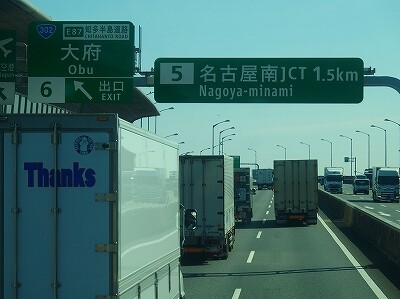 302
E87 知多半島道路
CHITAHANTO ROAD
大府
Obu
6
出口
EXIT
5 名古屋南JCT 1.5km
Nagoya-minami
Thanks